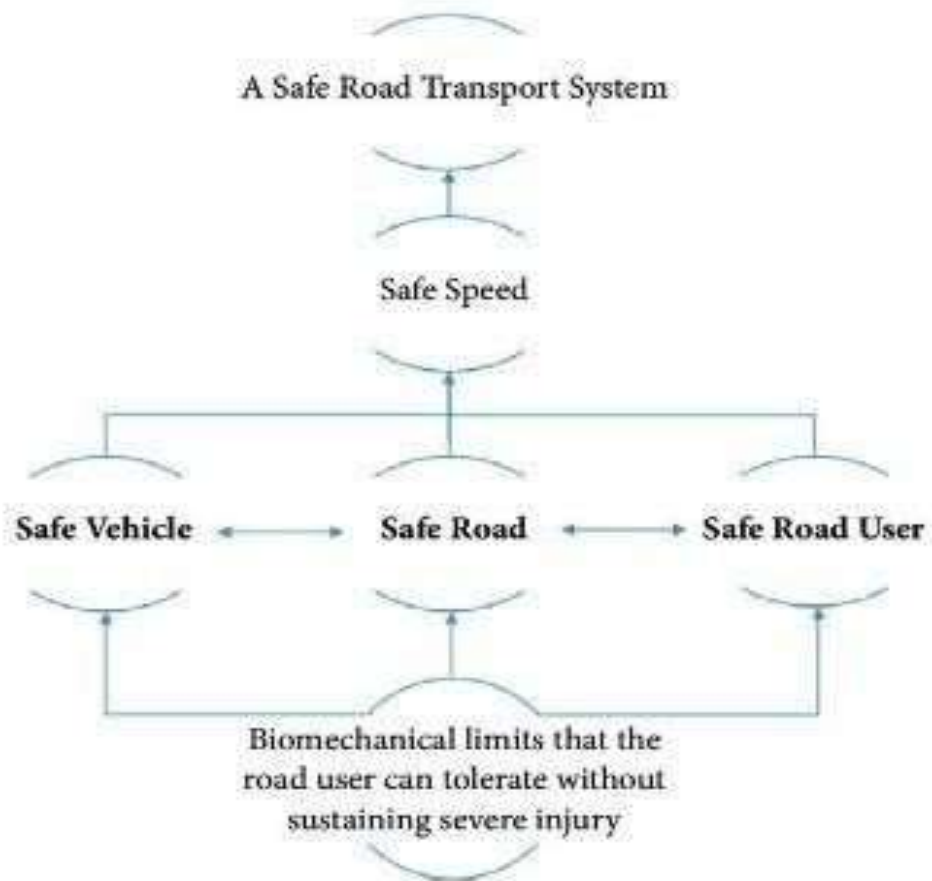 A Safe Road Transport System
Safe Speed
Safe Vehicle
Safe Road
Safe Road User
Biomechanical limits that the
road user can tolerate without
sustaining severe injury